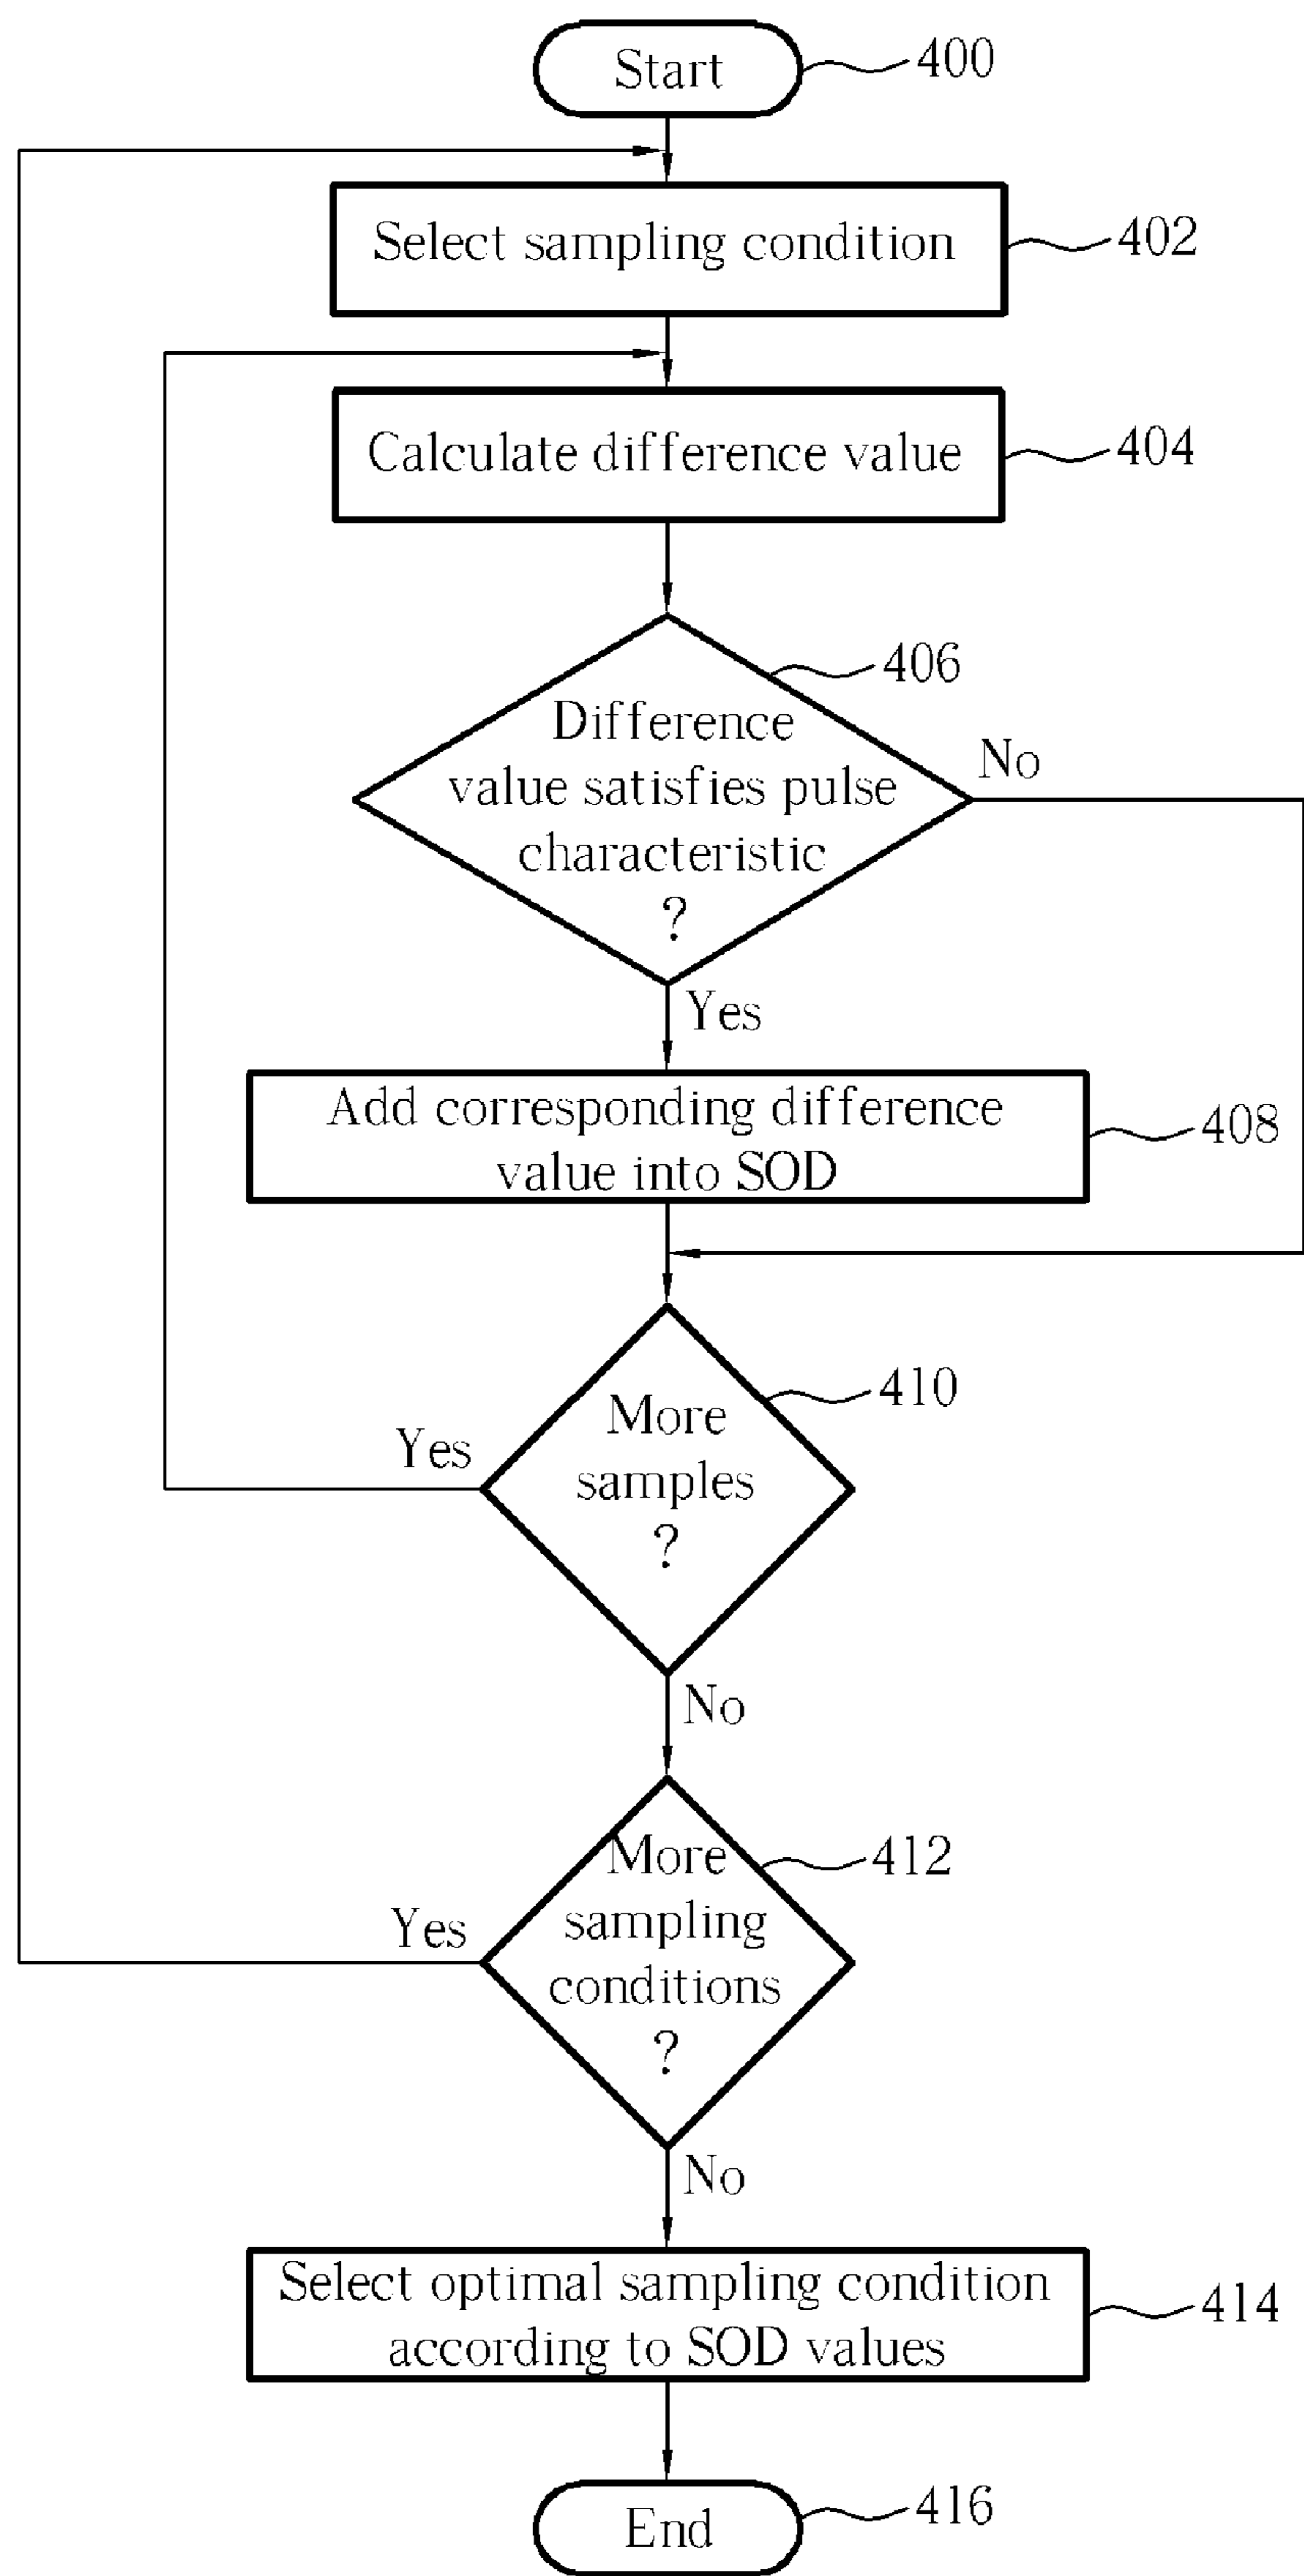 Start
400
Select sampling condition
402
Calculate difference value
404
406
Difference
value satisfies pulse
characteristic
?
No
Yes
Add corresponding difference
value into SOD
408
410
More
samples
?
Yes
No
412
More
sampling
conditions
?
Yes
No
Select optimal sampling condition
according to SOD values
414
End
416